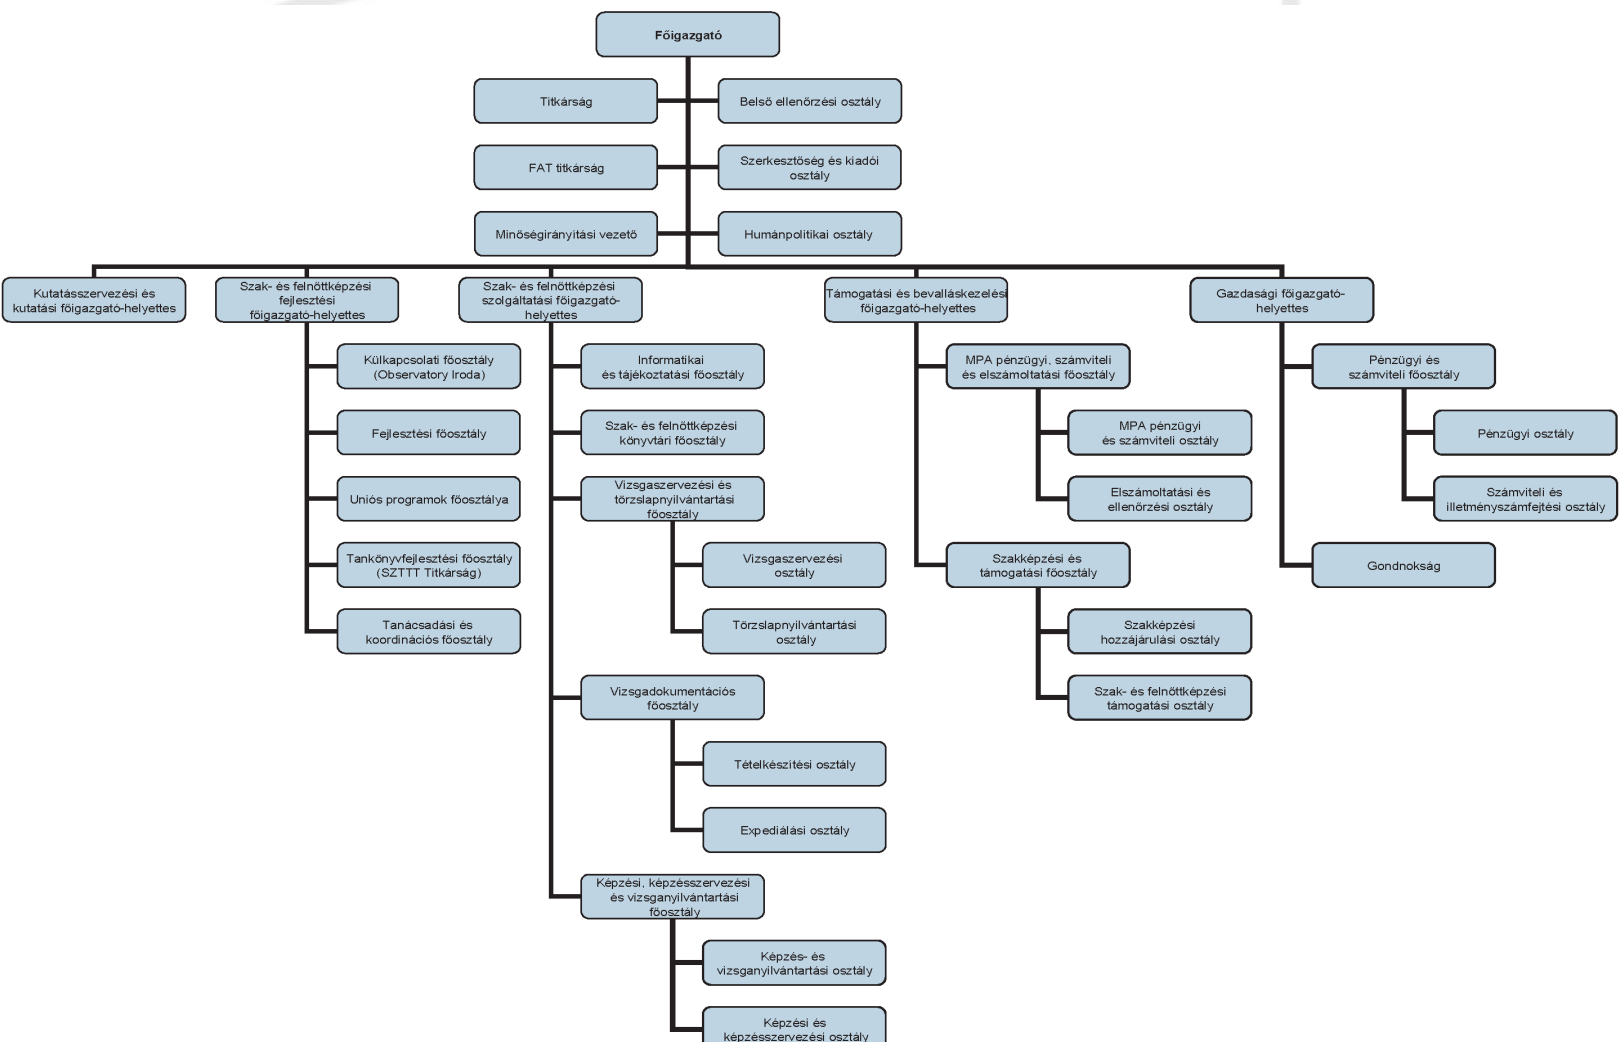 Főigazgató
Titkárság
Belső ellenőrzési osztály
FAT titkárság
Szerkesztőség és kiadói
osztály
Minőségirányítási vezető
Humánpolitikai osztály
Kutatásszervezési és
kutatási főigazgató-helyettes
Szak- és felnőttképzési
fejlesztési
főigazgató-helyettes
Szak- és felnőttképzési
szolgáltatási főigazgató-
helyettes
Támogatási és bevalláskezelési
főigazgató-helyettes
Gazdasági főigazgató-
helyettes
Külkapcsolati főosztály
(Observatory Iroda)
Fejlesztési főosztály
Uniós programok főosztálya
Tankönyvfejlesztési főosztály
(SZTTT Titkárság)
Tanácsadási és
koordinációs főosztály
Informatikai
és tájékoztatási főosztály
Szak- és felnőttképzési
könyvtári főosztály
Vizsgaszervezési és
törzslapnyilvántartási
főosztály
Vizsgaszervezési
osztály
Törzslapnyilvántartási
osztály
Vizsgadokumentációs
főosztály
Tételkészítési osztály
Expediálási osztály
Képzési, képzésszervezési
és vizsganyilvántartási
főosztály
Képzés- és
vizsganyilvántartási osztály
Képzési és
képzésszervezési osztály
MPA pénzügyi, számviteli
és elszámoltatási főosztály
MPA pénzügyi
és számviteli osztály
Elszámoltatási és
ellenőrzési osztály
Szakképzési és
támogatási főosztály
Szakképzési
hozzájárulási osztály
Szak- és felnőttképzési
támogatási osztály
Pénzügyi és
számviteli főosztály
Pénzügyi osztály
Számviteli és
illetményszámfejtési osztály
Gondnokság